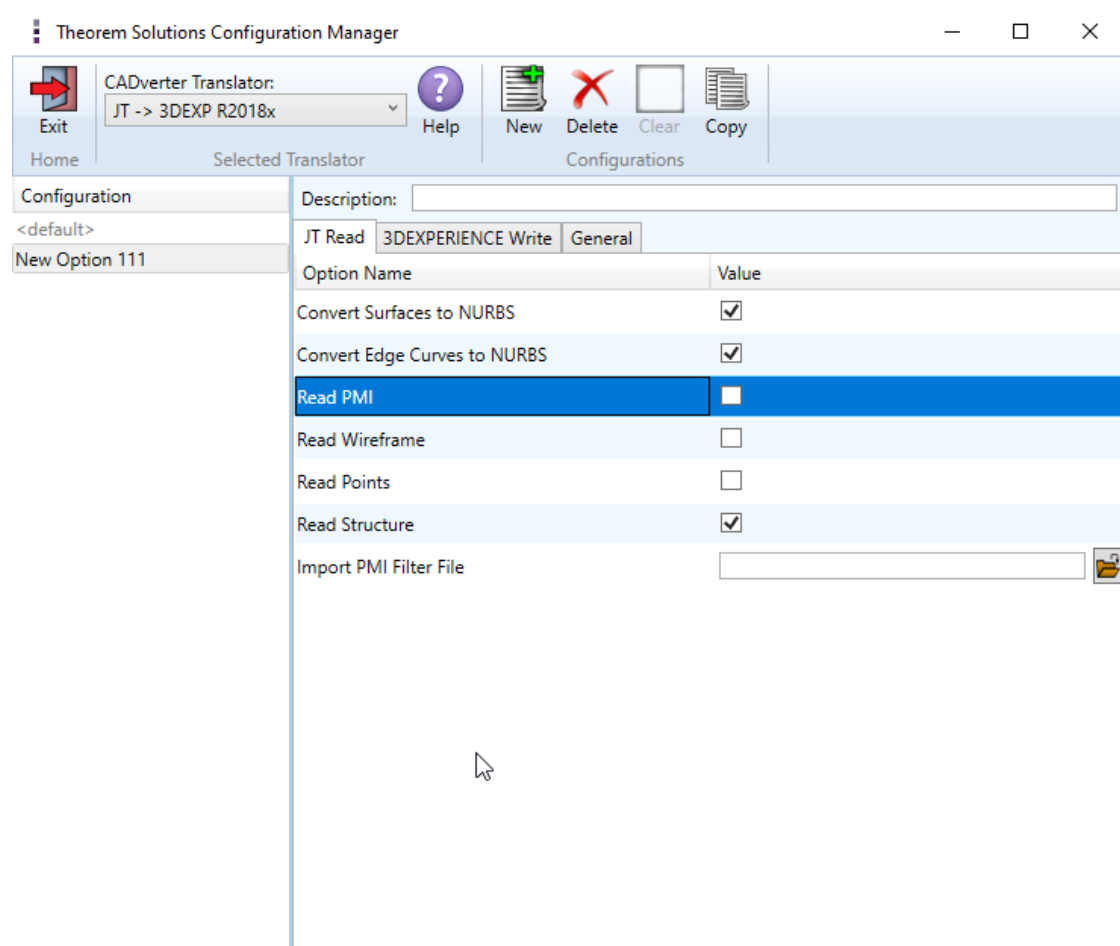 Theorem Solutions Configuration Manager
CADverter Translator:
JT -> 3DEXP R2018x
Exit
Help
New
Delete
Clear
Copy
Home
Selected Translator
Configurations
Configuration
Description:
<default>
New Option 111
JT Read
3DEXPERIENCE Write
General
Option Name
Value
Convert Surfaces to NURBS
Convert Edge Curves to NURBS
Read PMI
Read Wireframe
Read Points
Read Structure
Import PMI Filter File